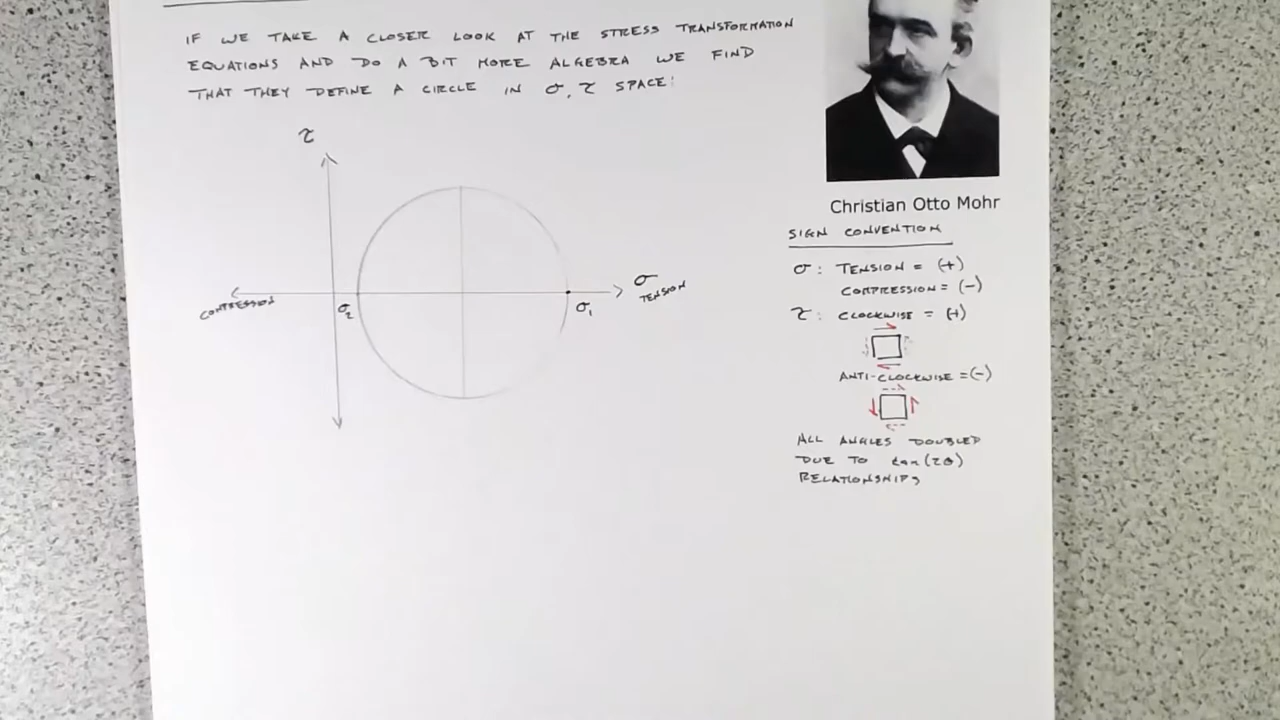 IF WE TAKE A CLOSER LOOK AT THE STRESS TRANSFORMATION
EQUATIONS AND DO A BIT MORE ALGEBRA WE FIND
THAT THEY DEFINE A CIRCLE IN σ, τ SPACE!
τ
σ
TENSION
COMPRESSION
σ₂
σ₁
Christian Otto Mohr
SIGN CONVENTION
σ: TENSION = (+)
COMPRESSION = (-)
τ: CLOCKWISE = (+)
ANTI-CLOCKWISE = (-)
ALL ANGLES DOUBLED
DUE TO tan(2θ)
RELATIONSHIPS